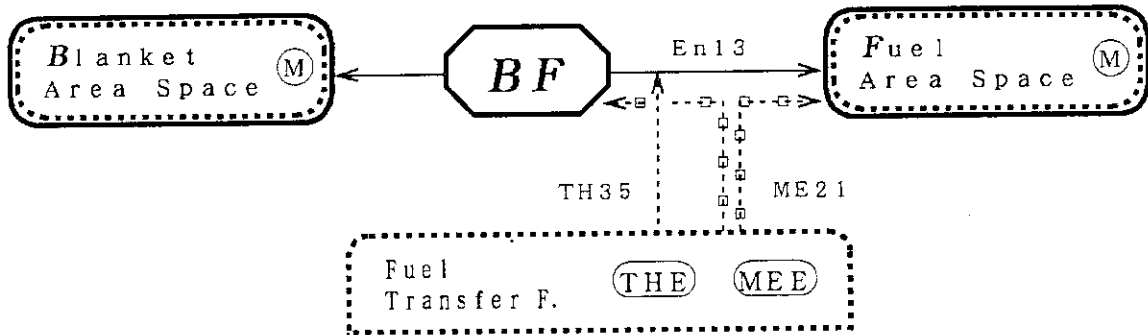 Blanket
Area Space
M
BF
En13
Fuel
Area Space
M
TH35
ME21
Fuel
Transfer F.
THE
MEE